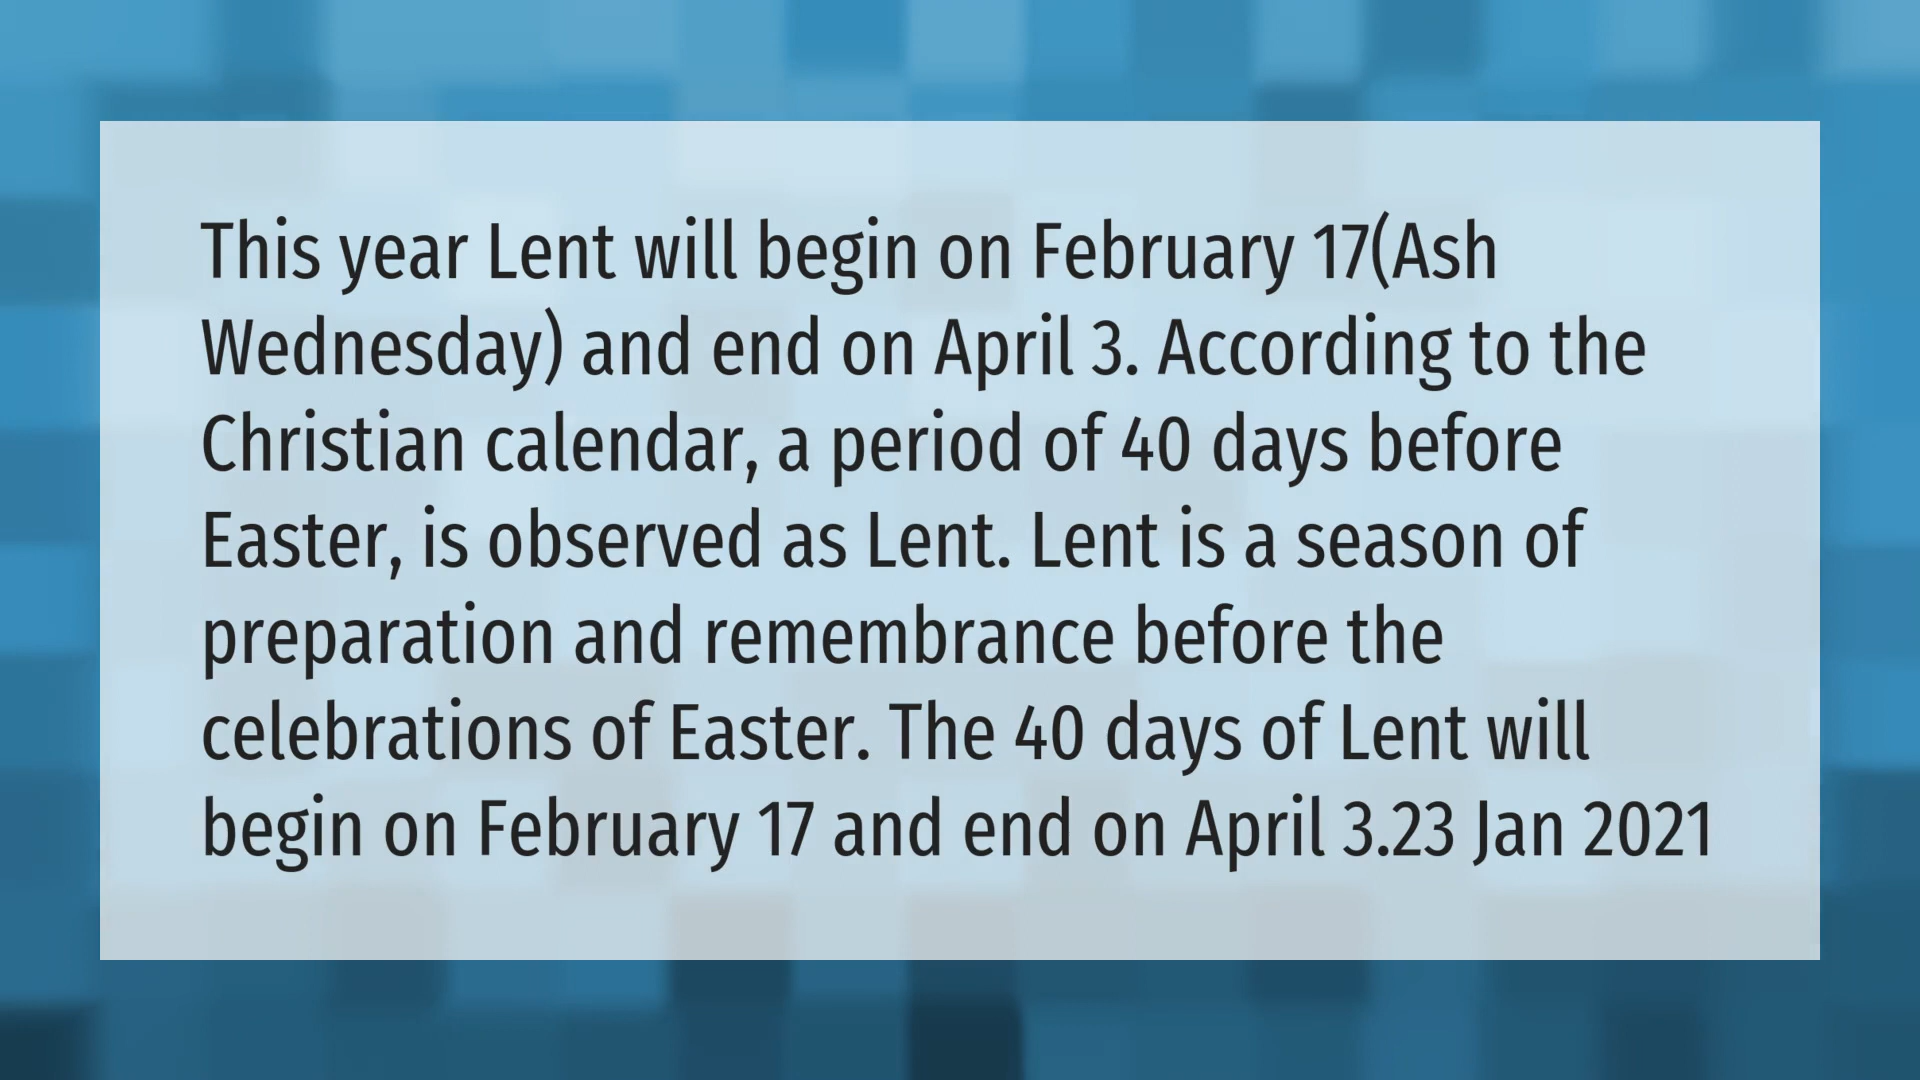 This year Lent will begin on February 17(Ash
Wednesday) and end on April 3. According to the
Christian calendar, a period of 40 days before
Easter, is observed as Lent. Lent is a season of
preparation and remembrance before the
celebrations of Easter. The 40 days of Lent will
begin on February 17 and end on April 3.23 Jan 2021